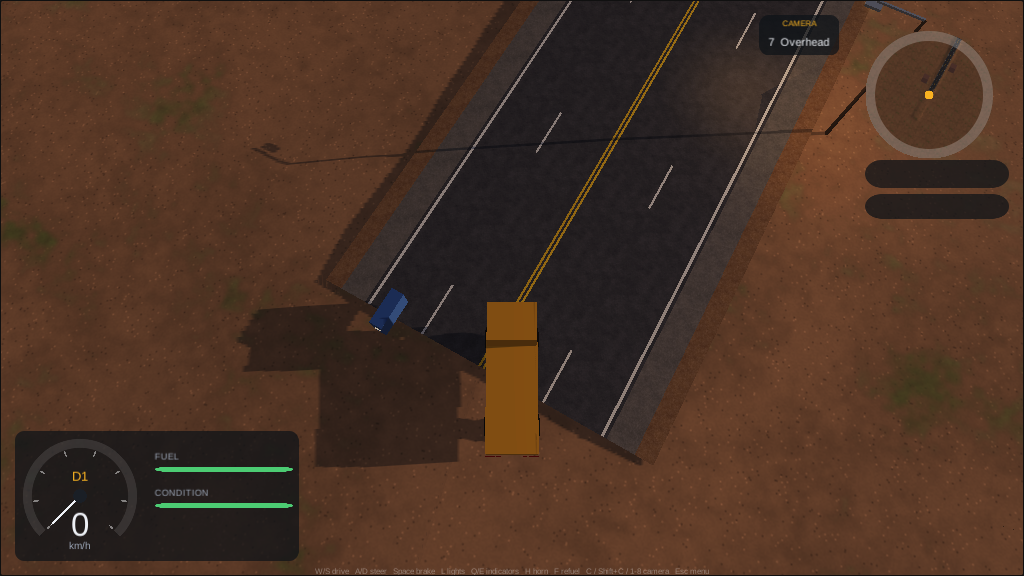 CAMERA
7 Overhead
D1
0
km/h
FUEL
CONDITION
W/S drive A/D steer Space brake L lights Q/E indicators H horn F refuel C / Shift+C / 1-8 camera Esc menu